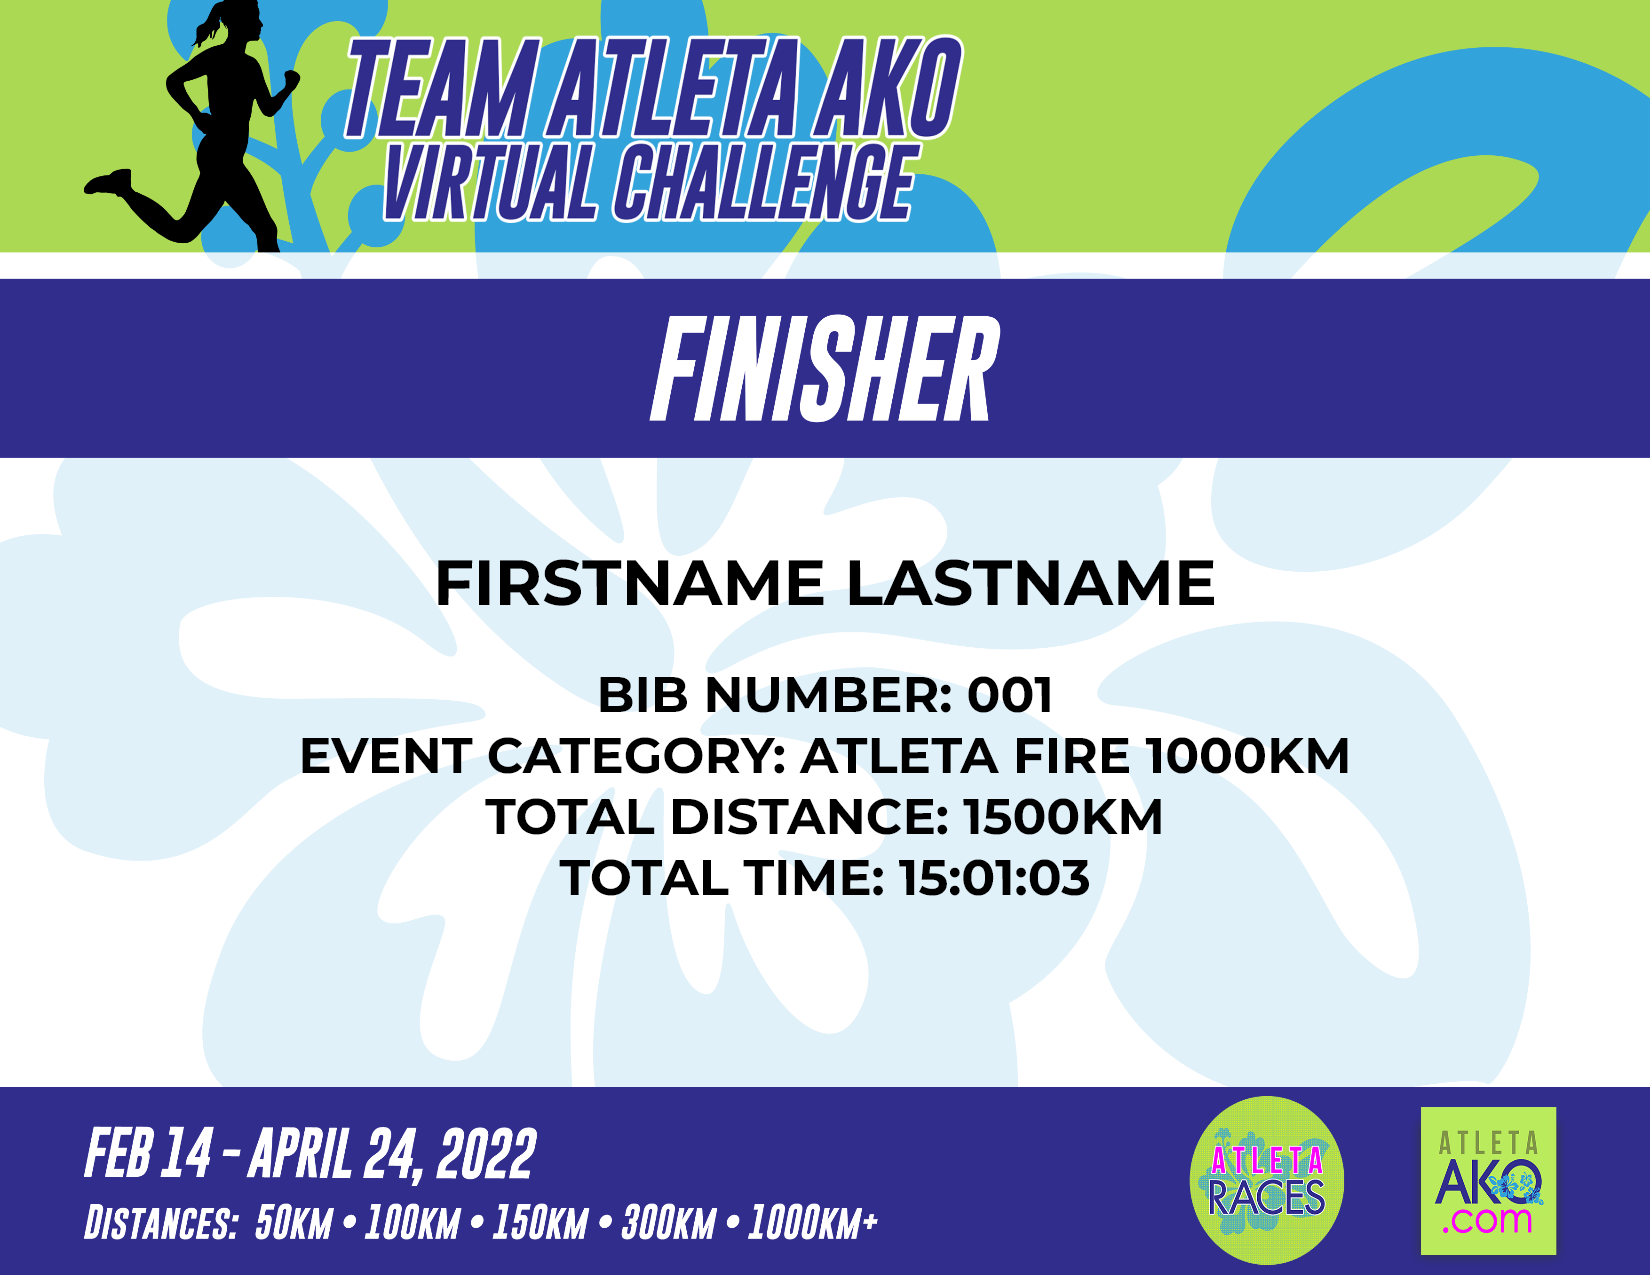 TEAM ATLETA AKO
VIRTUAL CHALLENGE
FINISHER
FIRSTNAME LASTNAME
BIB NUMBER: 001
EVENT CATEGORY: ATLETA FIRE 1000KM
TOTAL DISTANCE: 1500KM
TOTAL TIME: 15:01:03
FEB 14 - APRIL 24, 2022
DISTANCES: 50KM • 100KM • 150KM • 300KM • 1000KM+
ATLETA
RACES
ATLETA
AKO
.com